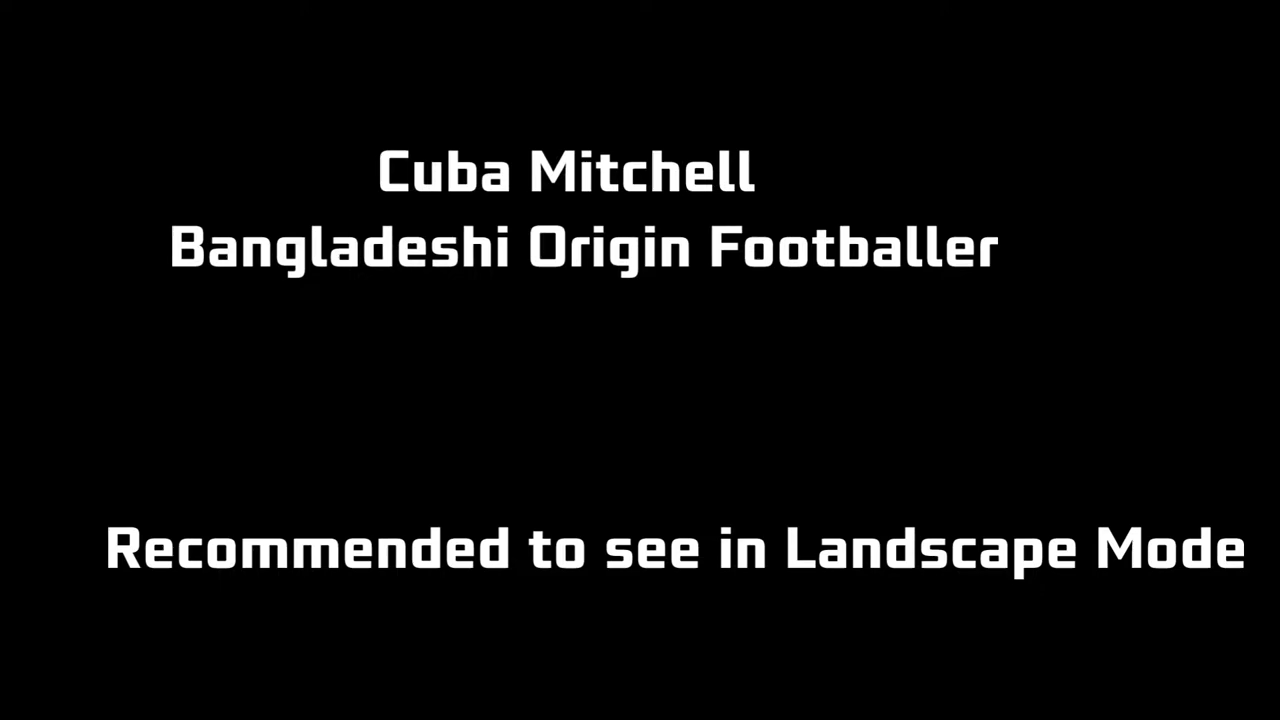 Cuba Mitchell
Bangladeshi Origin Footballer
Recommended to see in Landscape Mode